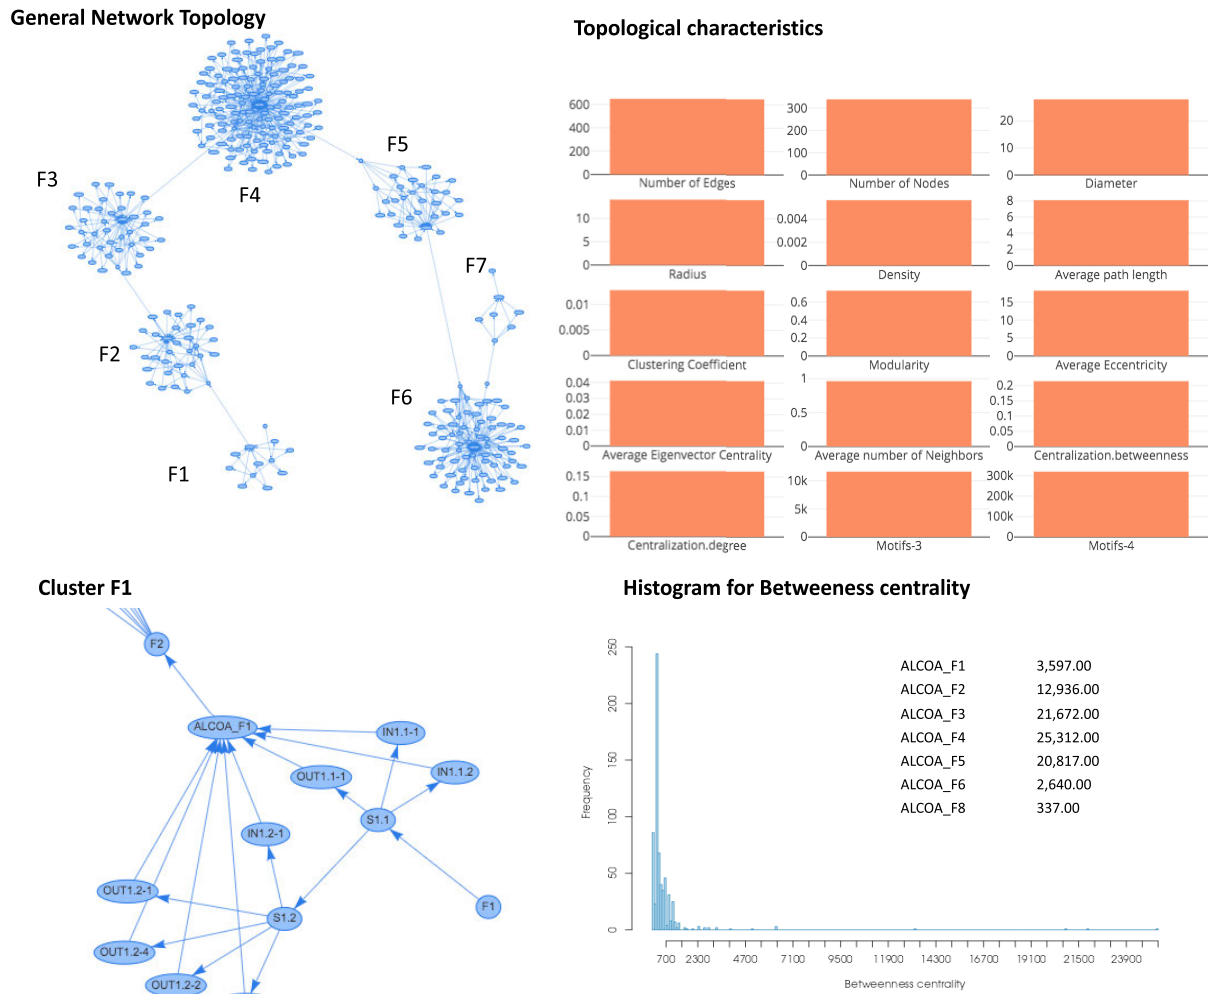 General Network Topology
F3
F4
F5
F7
F2
F6
F1
Topological characteristics
600
400
200
0
Number of Edges
300
200
100
0
Number of Nodes
20
10
0
Diameter
10
5
0
Radius
0.004
0.002
0
Density
8
6
4
2
0
Average path length
0.01
0.005
0
Clustering Coefficient
0.6
0.4
0.2
0
Modularity
15
10
5
0
Average Eccentricity
0.04
0.03
0.02
0.01
0
Average Eigenvector Centrality
1
0.5
0
Average number of Neighbors
0.2
0.15
0.1
0.05
0
Centralization.betweenness
0.15
0.1
0.05
0
Centralization.degree
10k
5k
0
Motifs-3
300k
200k
100k
0
Motifs-4
Cluster F1
F2
ALCOA_F1
IN1.1-1
OUT1.1-1
IN1.1.2
S1.1
IN1.2-1
OUT1.2-1
F1
S1.2
OUT1.2-4
OUT1.2-2
Histogram for Betweeness centrality
ALCOA_F1 3,597.00
ALCOA_F2 12,936.00
ALCOA_F3 21,672.00
ALCOA_F4 25,312.00
ALCOA_F5 20,817.00
ALCOA_F6 2,640.00
ALCOA_F8 337.00
Frequency
250
200
150
100
50
0
700 2300 4700 7100 9500 11900 14300 16700 19100 21500 23900
Betweenness centrality